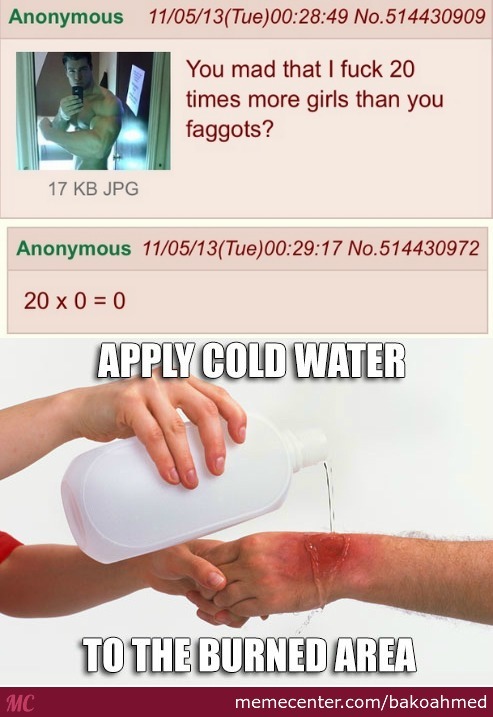 Anonymous 11/05/13(Tue)00:28:49 No.514430909
You mad that I fuck 20
times more girls than you
faggots?
17 KB JPG
Anonymous 11/05/13(Tue)00:29:17 No.514430972
20 x 0 = 0
APPLY COLD WATER
TO THE BURNED AREA
MC memecenter.com/bakoahmed